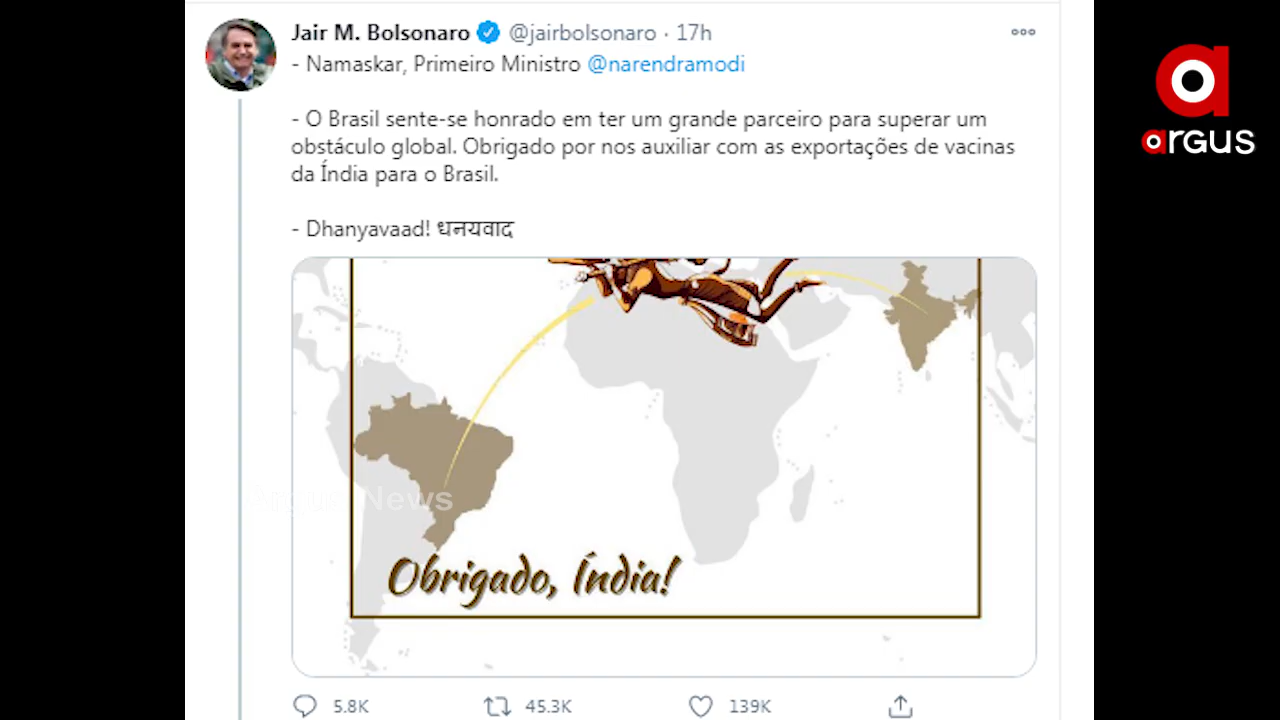 Jair M. Bolsonaro @jairbolsonaro · 17h
- Namaskar, Primeiro Ministro @narendramodi
- O Brasil sente-se honrado em ter um grande parceiro para superar um
obstáculo global. Obrigado por nos auxiliar com as exportações de vacinas
da Índia para o Brasil.
- Dhanyavaad! धनयवाद
Obrigado, Índia!
5.8K 45.3K 139K
argus
Argus News